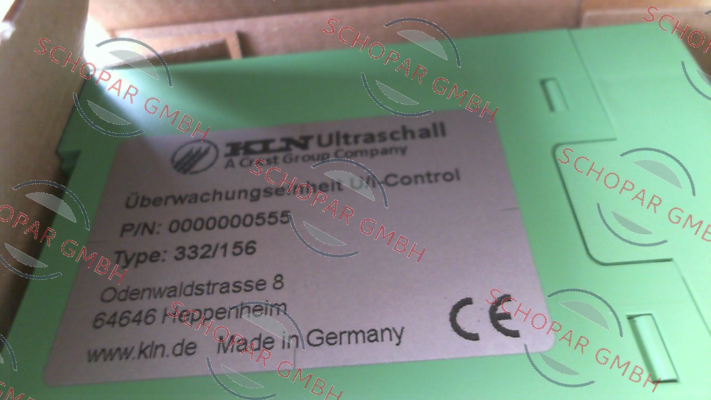 KLN Ultraschall
A Crest Group Company
Überwachungseinheit Ufi-Control
P/N: 0000000555
Type: 332/156
Odenwaldstrasse 8
64646 Heppenheim
www.kln.de Made in Germany
CE
SCHOPAR GMBH
SCHOPAR GMBH
SCHOPAR GMBH
SCHOPAR GMBH
SCHOPAR GMBH
SCHOPAR GMBH
SCHOPAR GMBH